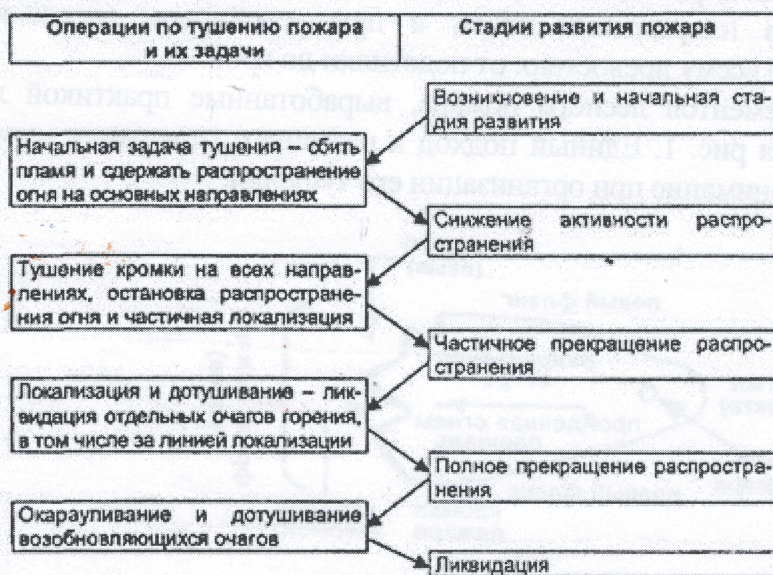 Операции по тушению пожара
и их задачи
Стадии развития пожара
Возникновение и начальная ста-
дия развития
Начальная задача тушения – сбить
пламя и сдержать распространение
огня на основных направлениях
Снижение активности распро-
странения
Тушение кромки на всех направ-
лениях, остановка распростране-
ния огня и частичная локализация
Частичное прекращение распро-
странения
Локализация и дотушивание – лик-
видация отдельных очагов горения,
в том числе за линией локализации
Полное прекращение распростра-
нения
Окарауливание и дотушивание
возобновляющихся очагов
Ликвидация